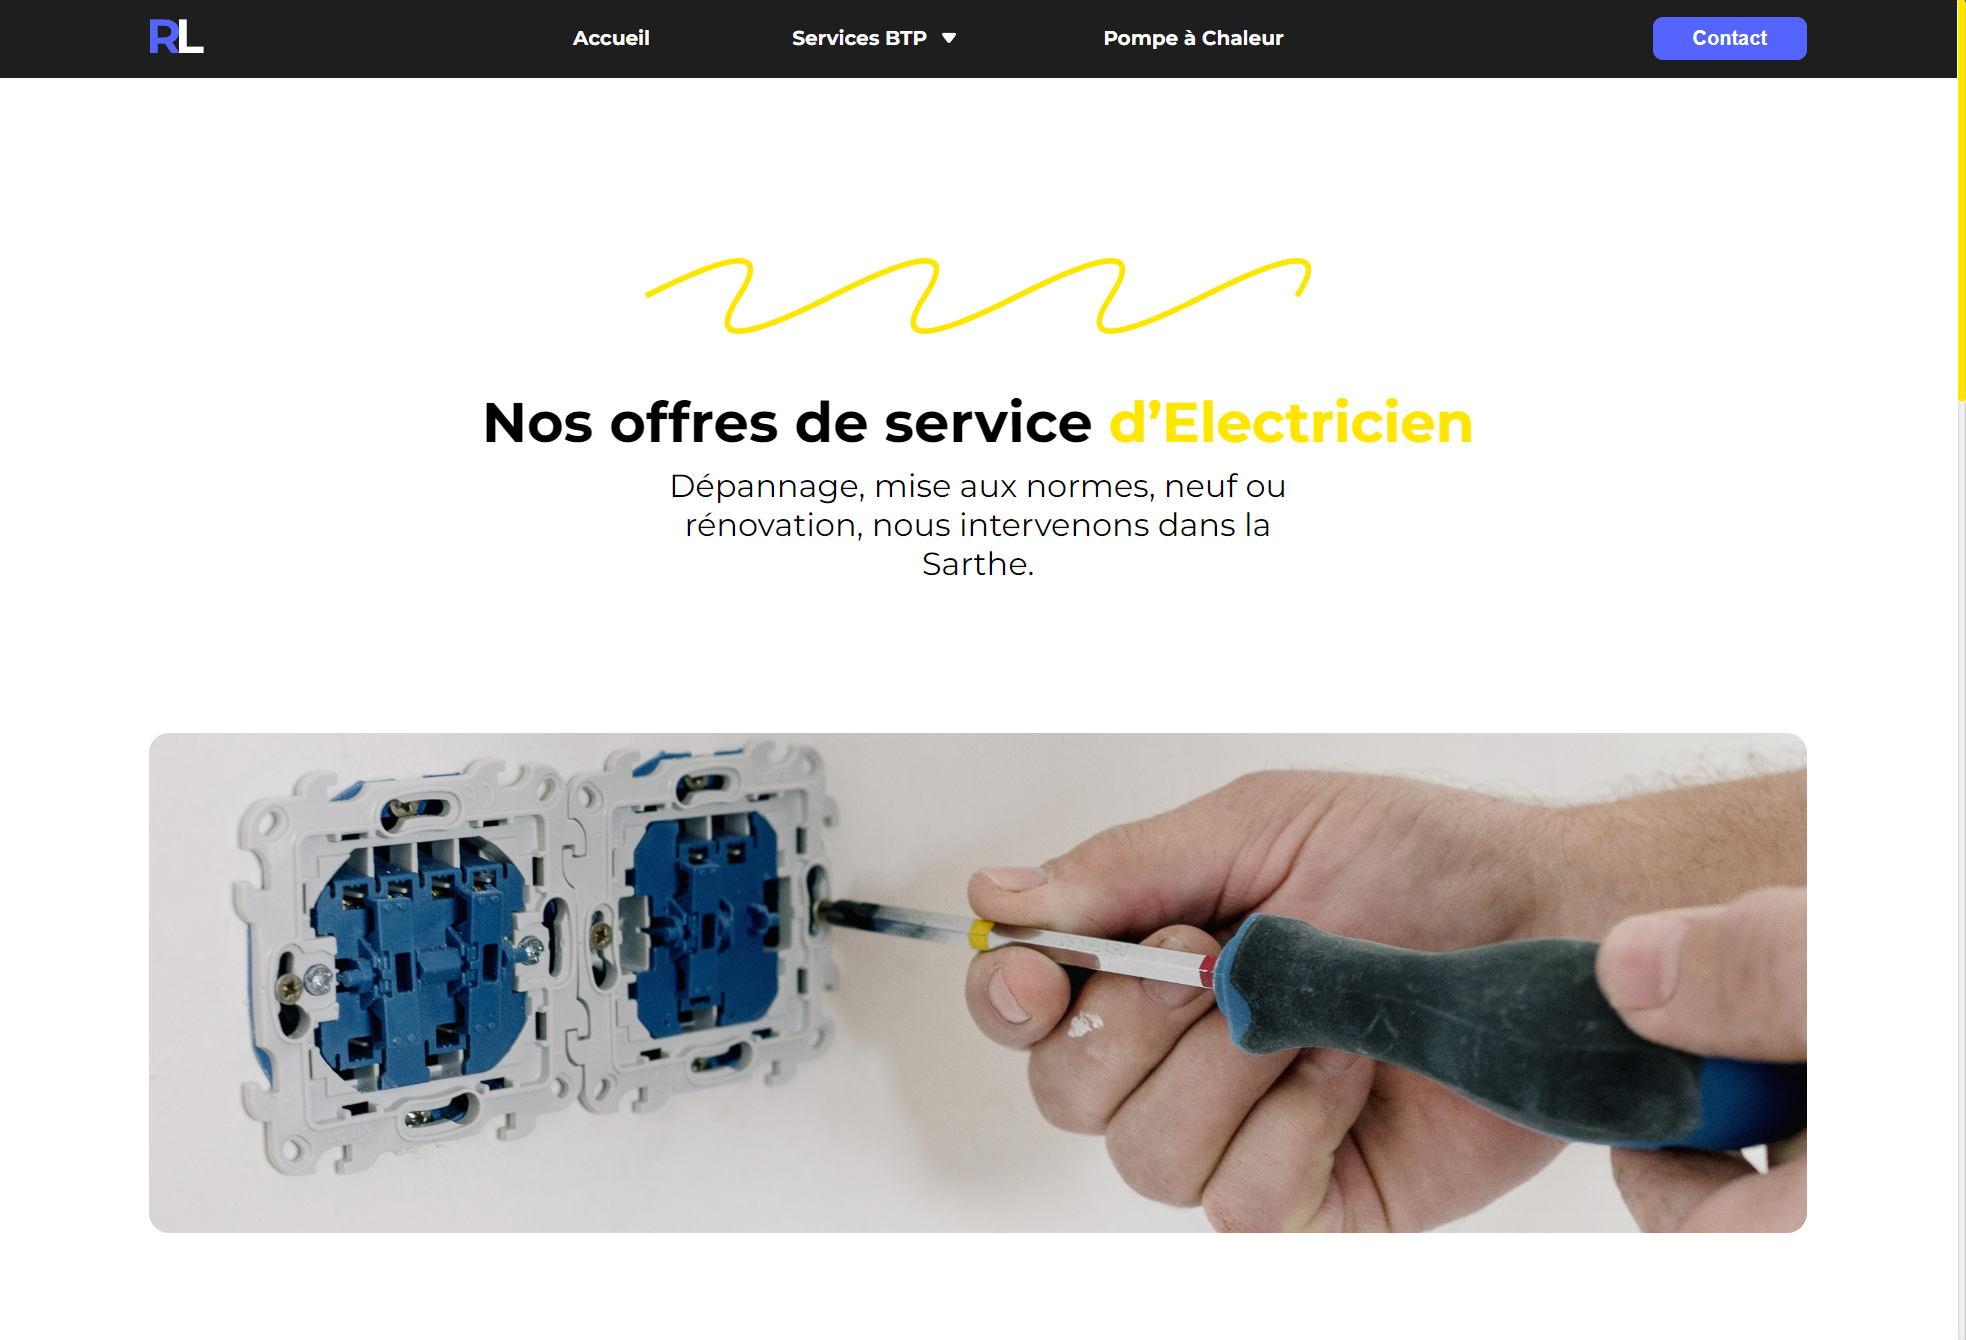 RL
Accueil
Services BTP
Pompe à Chaleur
Contact
Nos offres de service d’Electricien
Dépannage, mise aux normes, neuf ou
rénovation, nous intervenons dans la
Sarthe.